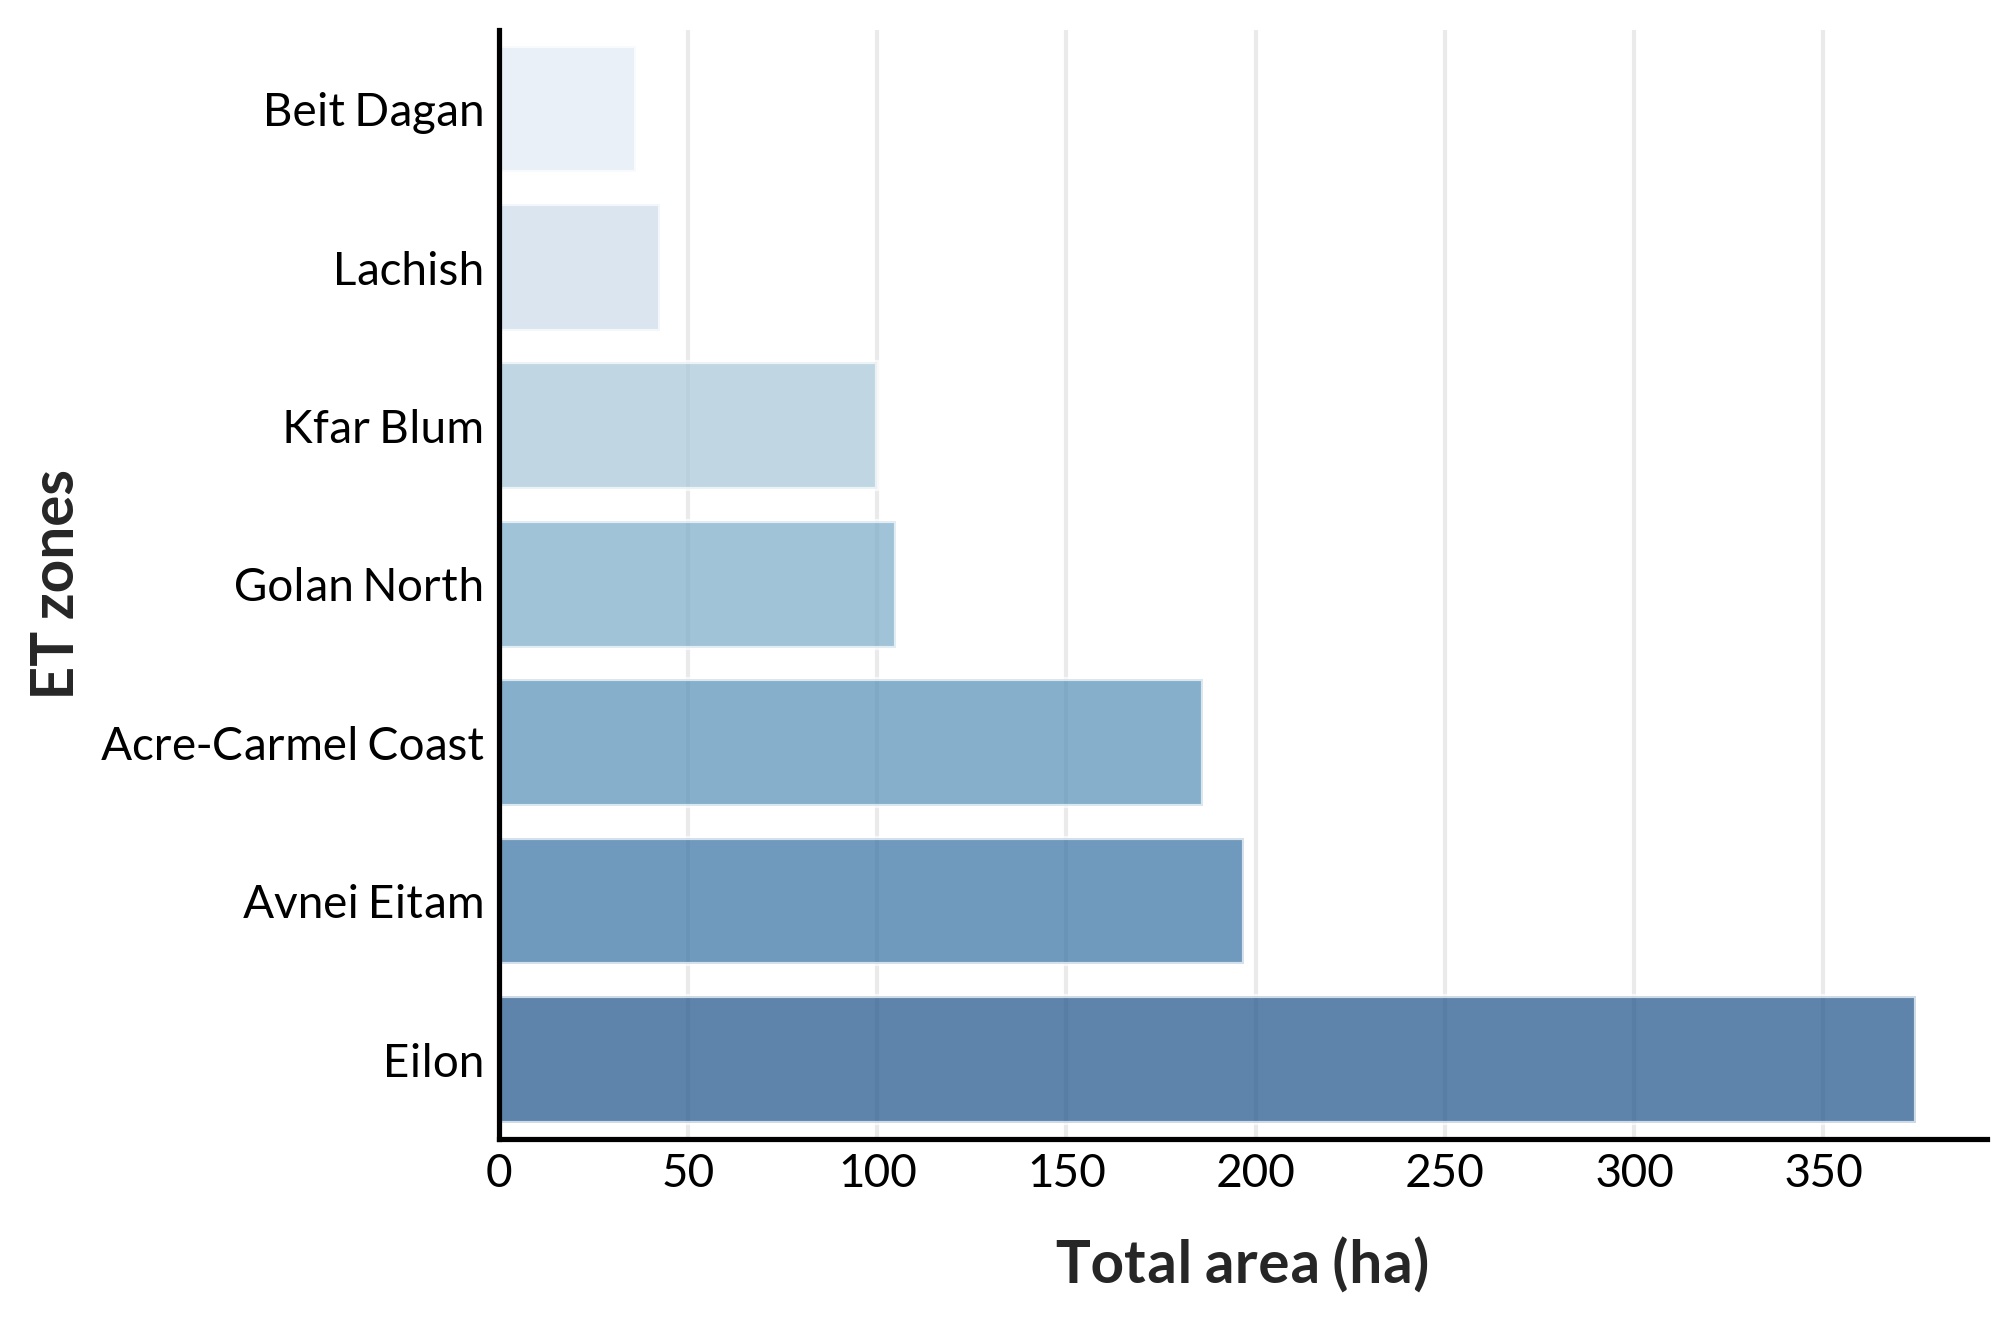 Beit Dagan
Lachish
Kfar Blum
Golan North
Acre-Carmel Coast
Avnei Eitam
Eilon
ET zones
0 50 100 150 200 250 300 350
Total area (ha)